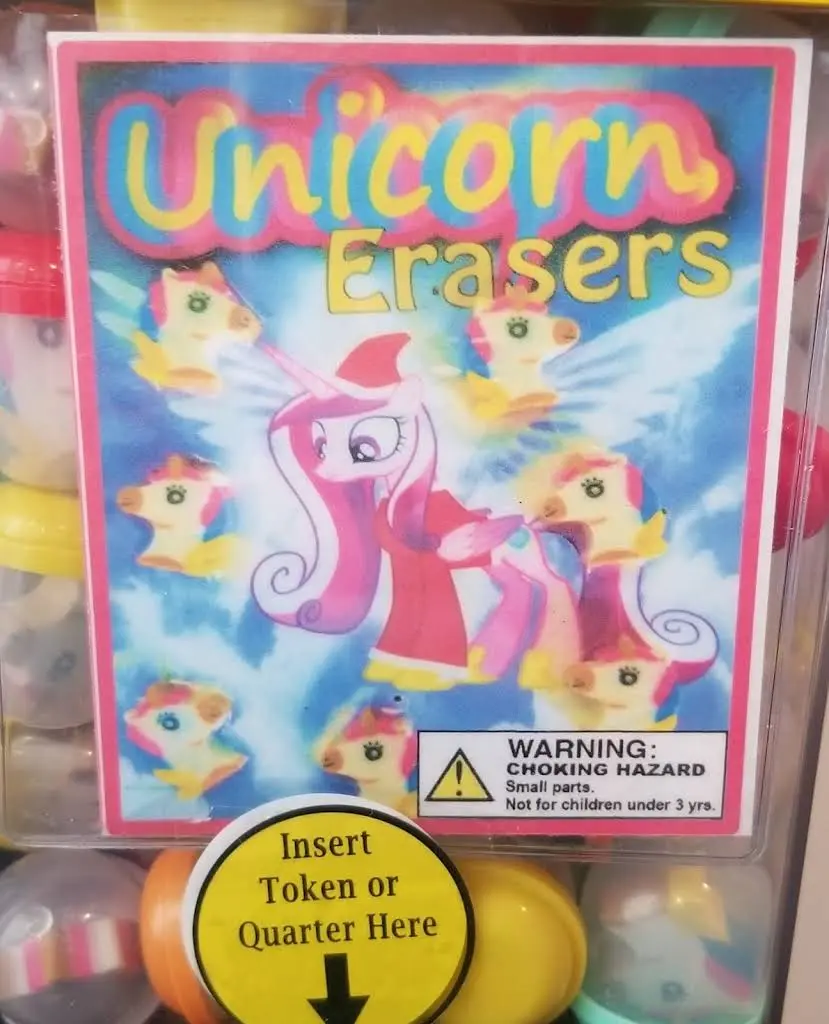 Unicorn
Erasers
WARNING:
CHOKING HAZARD
Small parts.
Not for children under 3 yrs.
Insert
Token or
Quarter Here